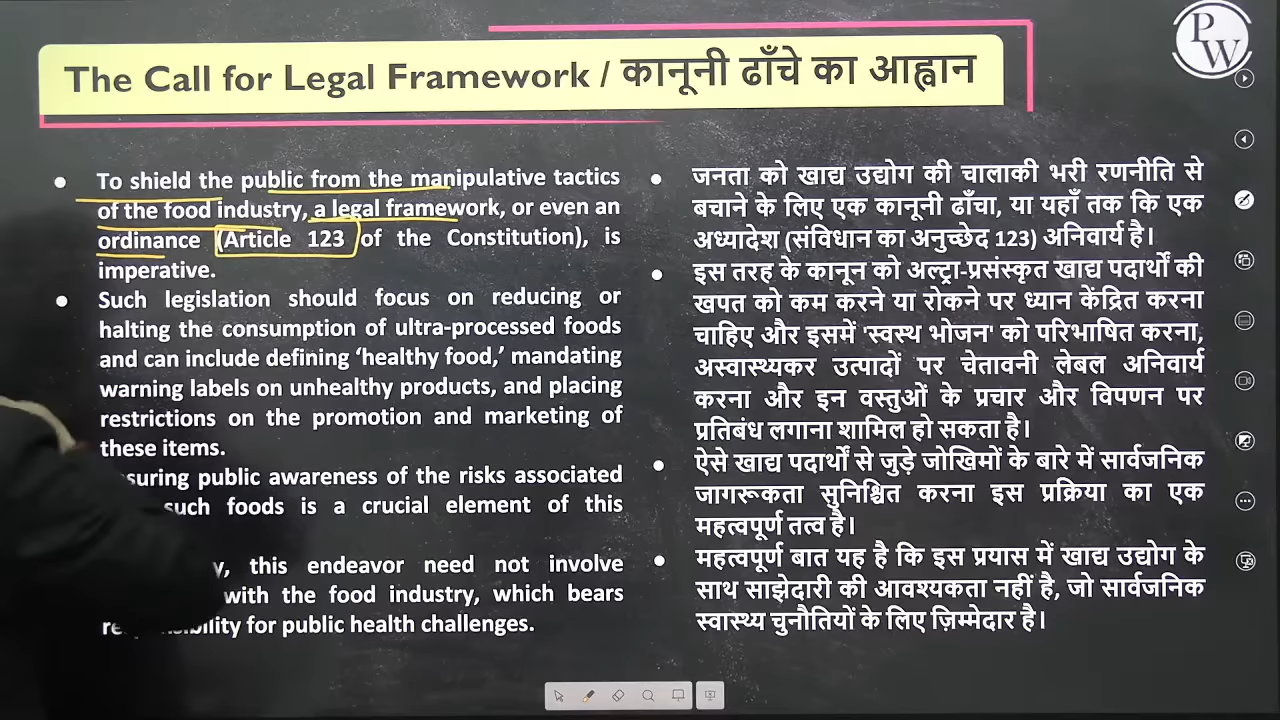 The Call for Legal Framework / कानूनी ढाँचे का आह्वान
PW
To shield the public from the manipulative tactics
of the food industry, a legal framework, or even an
ordinance (Article 123 of the Constitution), is
imperative.
Such legislation should focus on reducing or
halting the consumption of ultra-processed foods
and can include defining ‘healthy food,’ mandating
warning labels on unhealthy products, and placing
restrictions on the promotion and marketing of
these items.
public awareness of the risks associated
such foods is a crucial element of this
this endeavor need not involve
with the food industry, which bears
for public health challenges.
जनता को खाद्य उद्योग की चालाकी भरी रणनीति से
बचाने के लिए एक कानूनी ढाँचा, या यहाँ तक कि एक
अध्यादेश (संविधान का अनुच्छेद 123) अनिवार्य है।
इस तरह के कानून को अल्ट्रा-प्रसंस्कृत खाद्य पदार्थों की
खपत को कम करने या रोकने पर ध्यान केंद्रित करना
चाहिए और इसमें 'स्वस्थ भोजन' को परिभाषित करना,
अस्वास्थ्यकर उत्पादों पर चेतावनी लेबल अनिवार्य
करना और इन वस्तुओं के प्रचार और विपणन पर
प्रतिबंध लगाना शामिल हो सकता है।
ऐसे खाद्य पदार्थों से जुड़े जोखिमों के बारे में सार्वजनिक
जागरूकता सुनिश्चित करना इस प्रक्रिया का एक
महत्वपूर्ण तत्व है।
महत्वपूर्ण बात यह है कि इस प्रयास में खाद्य उद्योग के
साथ साझेदारी की आवश्यकता नहीं है, जो सार्वजनिक
स्वास्थ्य चुनौतियों के लिए ज़िम्मेदार है।